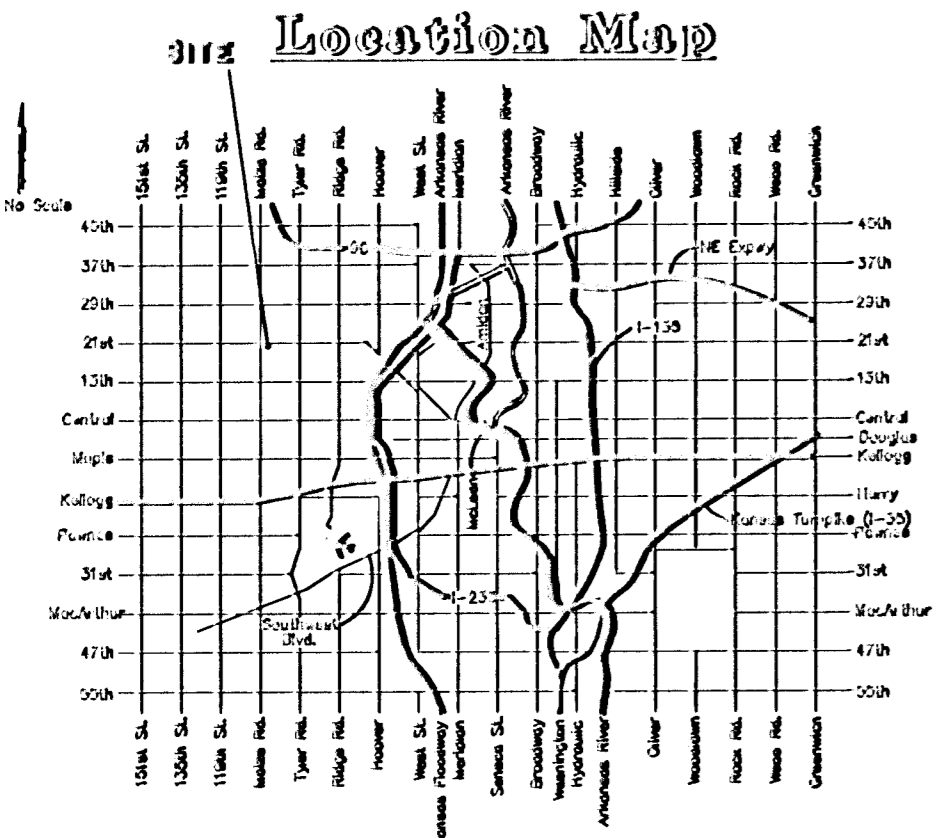 SITE
Location Map
No Scale
151st St.
135th St.
119th St.
Maize Rd.
Tyler Rd.
Ridge Rd.
Hoover
West St.
Arkansas River
Meridian
Arkansas River
Broadway
Hydraulic
Hillside
Oliver
Woodlawn
Rock Rd.
Webb Rd.
Greenwich
45th
37th
29th
21st
13th
Central
Maple
Kellogg
Pawnee
31st
MacArthur
47th
55th
NE Expwy
Amidon
I-135
McLean
I-235
Southwest
Blvd.
Kansas Turnpike (I-35)
45th
37th
29th
21st
13th
Central
Douglas
Kellogg
Harry
Pawnee
31st
MacArthur
47th
55th
151st St.
135th St.
119th St.
Maize Rd.
Tyler Rd.
Ridge Rd.
Hoover
West St.
Floodway
Meridian
Seneca St.
Broadway
Washington
Hydraulic
Arkansas River
Oliver
Woodlawn
Rock Rd.
Webb Rd.
Greenwich